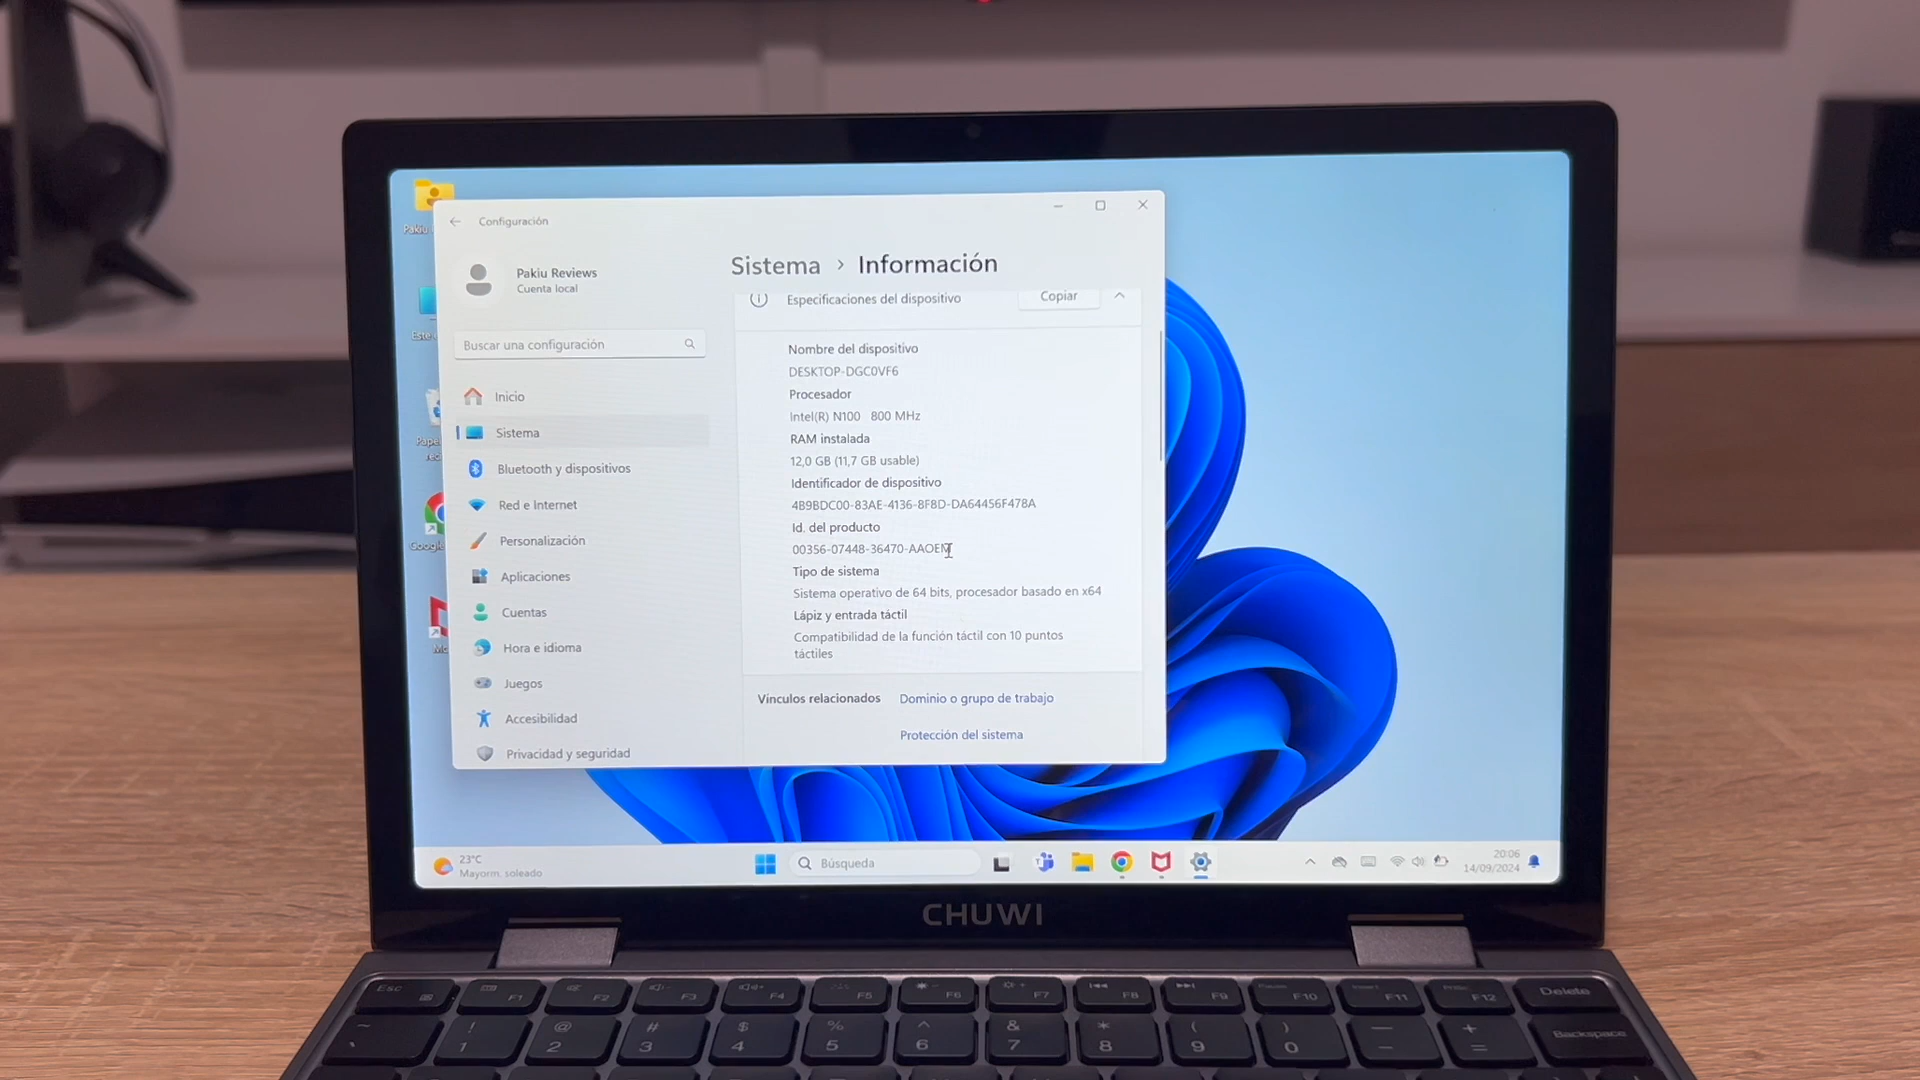 Configuración
Pakiu Reviews
Cuenta local
Buscar una configuración
Inicio
Sistema
Bluetooth y dispositivos
Red e Internet
Personalización
Aplicaciones
Cuentas
Hora e idioma
Juegos
Accesibilidad
Privacidad y seguridad
Sistema › Información
Especificaciones del dispositivo
Copiar
Nombre del dispositivo
DESKTOP-DGC0VF6
Procesador
Intel(R) N100 800 MHz
RAM instalada
12,0 GB (11,7 GB usable)
Identificador de dispositivo
4B9BDC00-83AE-4136-8F8D-DA64456F478A
Id. del producto
00356-07448-36470-AAOEM
Tipo de sistema
Sistema operativo de 64 bits, procesador basado en x64
Lápiz y entrada táctil
Compatibilidad de la función táctil con 10 puntos
táctiles
Vínculos relacionados
Dominio o grupo de trabajo
Protección del sistema
Pakiu
Este
Google
23°C
Mayorm. soleado
Búsqueda
20:06
14/09/2024
CHUWI
Esc F1 F2 F3 F4 F5 F6 F7 F8 F9 F10 F11 F12 Delete
~ ! @ # $ % ^ & * ( ) — +
` 1 2 3 4 5 6 7 8 9 0 - = Backspace